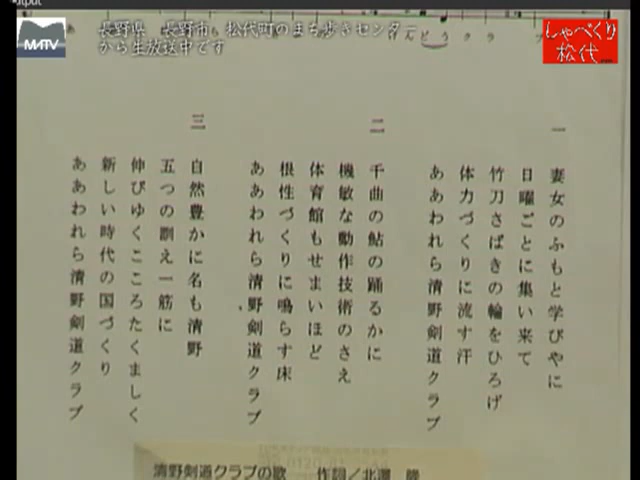 output
MATV
長野県　長野市　松代町のまち歩きセンター
から生放送中です
しゃべくり
松代
一
妻女のふもと学びやに
日曜ごとに集い来て
竹刀さばきの輪をひろげ
体力づくりに流す汗
ああわれら清野剣道クラブ
二
千曲の鮎の踊るかに
機敏な動作技術のさえ
体育館もせまいほど
根性づくりに鳴らす床
ああわれら清野剣道クラブ
三
自然豊かに名も清野
五つの訓え一筋に
伸びゆくこころたくましく
新しい時代の国づくり
ああわれら清野剣道クラブ
清野剣道クラブの歌　作詞／北澤　陸